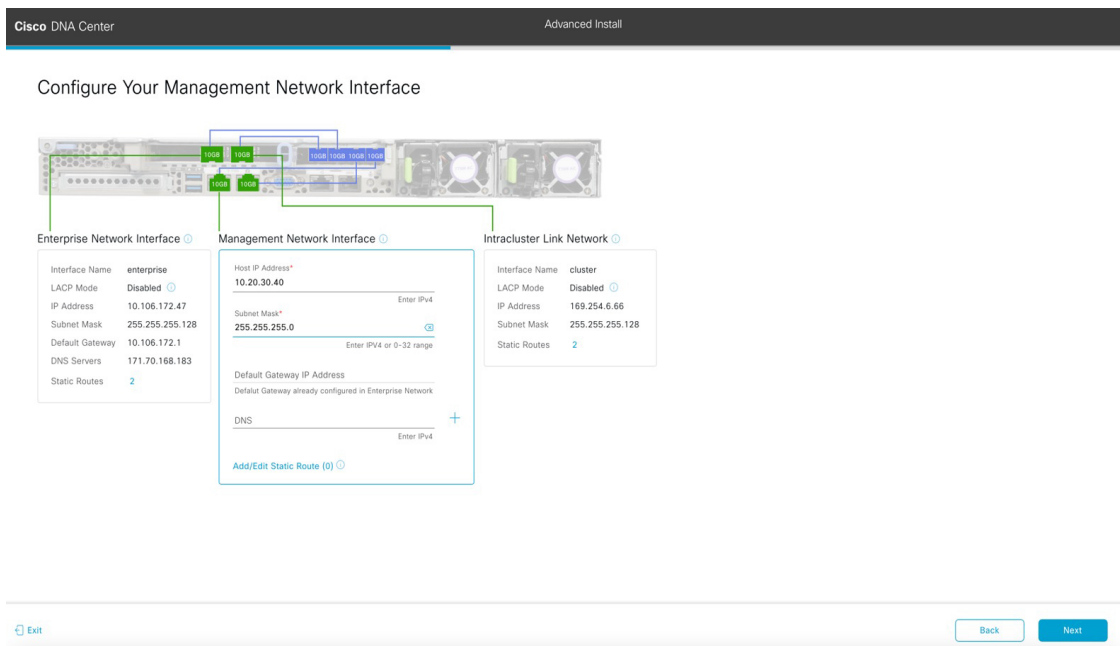 Cisco DNA Center
Advanced Install
Configure Your Management Network Interface
10GB 10GB 10GB 10GB 10GB 10GB
10GB 10GB
Enterprise Network Interface
Interface Name enterprise
LACP Mode Disabled
IP Address 10.106.172.47
Subnet Mask 255.255.255.128
Default Gateway 10.106.172.1
DNS Servers 171.70.168.183
Static Routes 2
Management Network Interface
Host IP Address*
10.20.30.40
Enter IPv4
Subnet Mask*
255.255.255.0
Enter IPV4 or 0-32 range
Default Gateway IP Address
Defalut Gateway already configured in Enterprise Network
DNS
Enter IPv4
Add/Edit Static Route (0)
Intracluster Link Network
Interface Name cluster
LACP Mode Disabled
IP Address 169.254.6.66
Subnet Mask 255.255.255.128
Static Routes 2
Exit
Back
Next